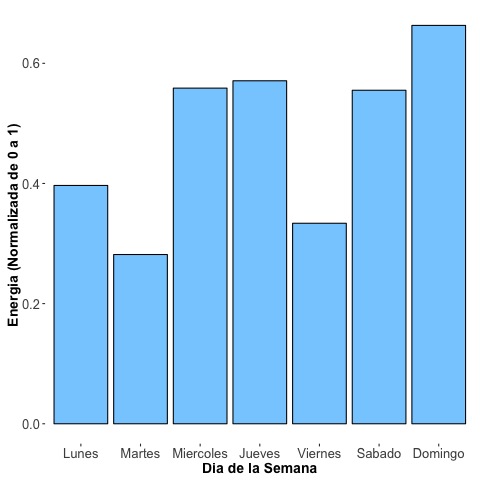 Energia (Normalizada de 0 a 1)
0.6
0.4
0.2
0.0
Lunes Martes Miercoles Jueves Viernes Sabado Domingo
Dia de la Semana